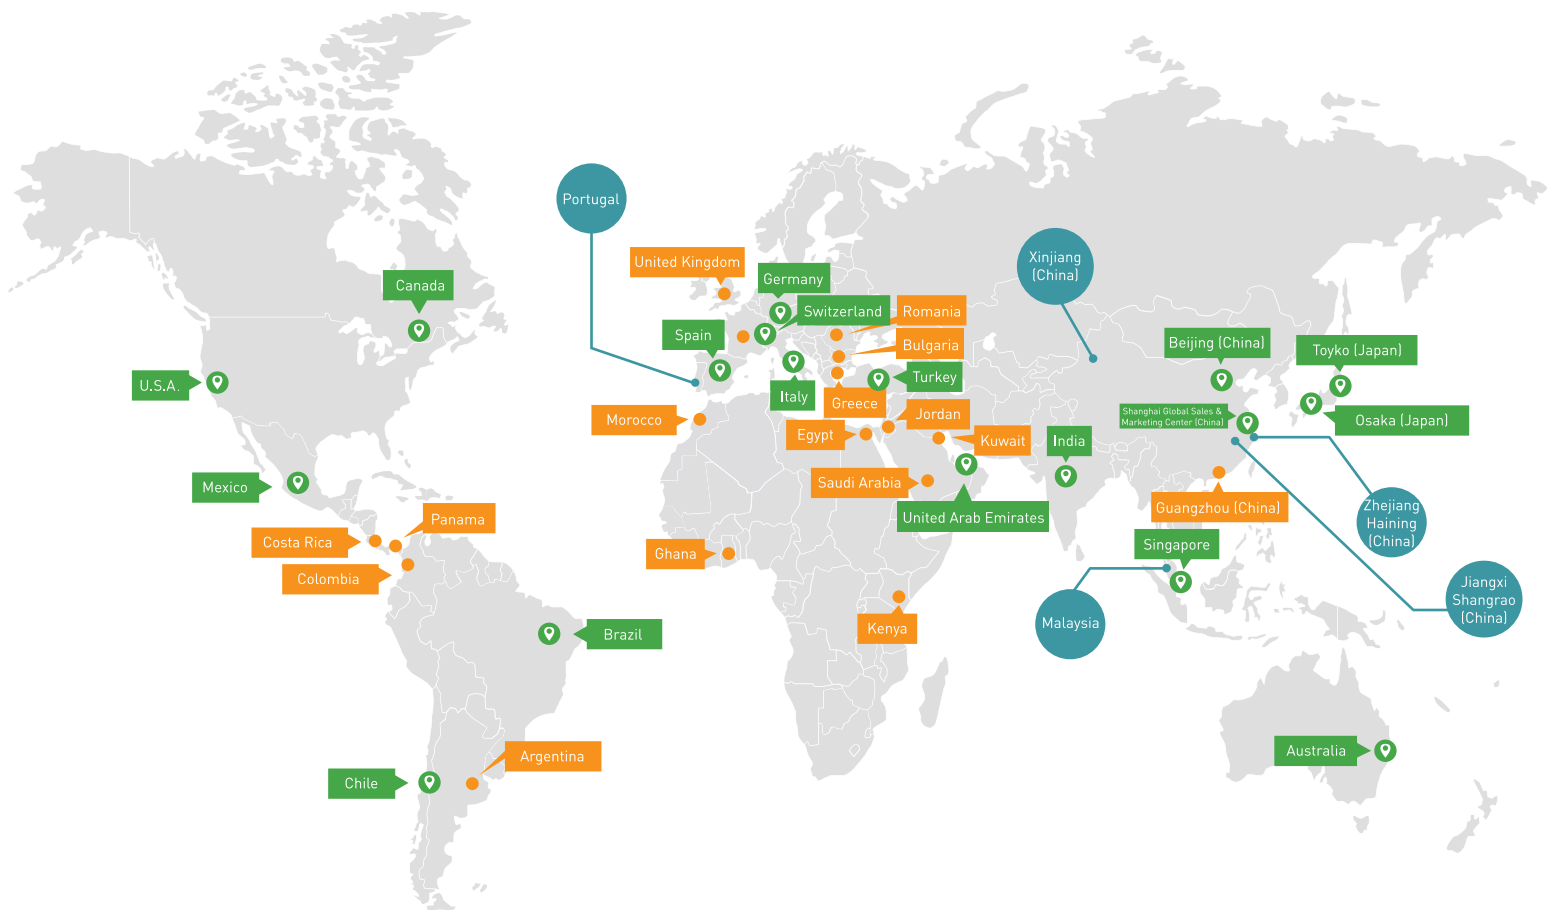 Portugal
United Kingdom
Xinjiang
(China)
Canada
Germany
Switzerland
Romania
Spain
Bulgaria
Beijing (China)
Toyko (Japan)
U.S.A.
Turkey
Italy
Greece
Jordan
Shanghai Global Sales &
Marketing Center (China)
Osaka (Japan)
Morocco
Egypt
Kuwait
India
Mexico
Saudi Arabia
Panama
United Arab Emirates
Guangzhou (China)
Zhejiang
Haining
(China)
Costa Rica
Ghana
Singapore
Colombia
Jiangxi
Shangrao
(China)
Brazil
Kenya
Malaysia
Argentina
Australia
Chile